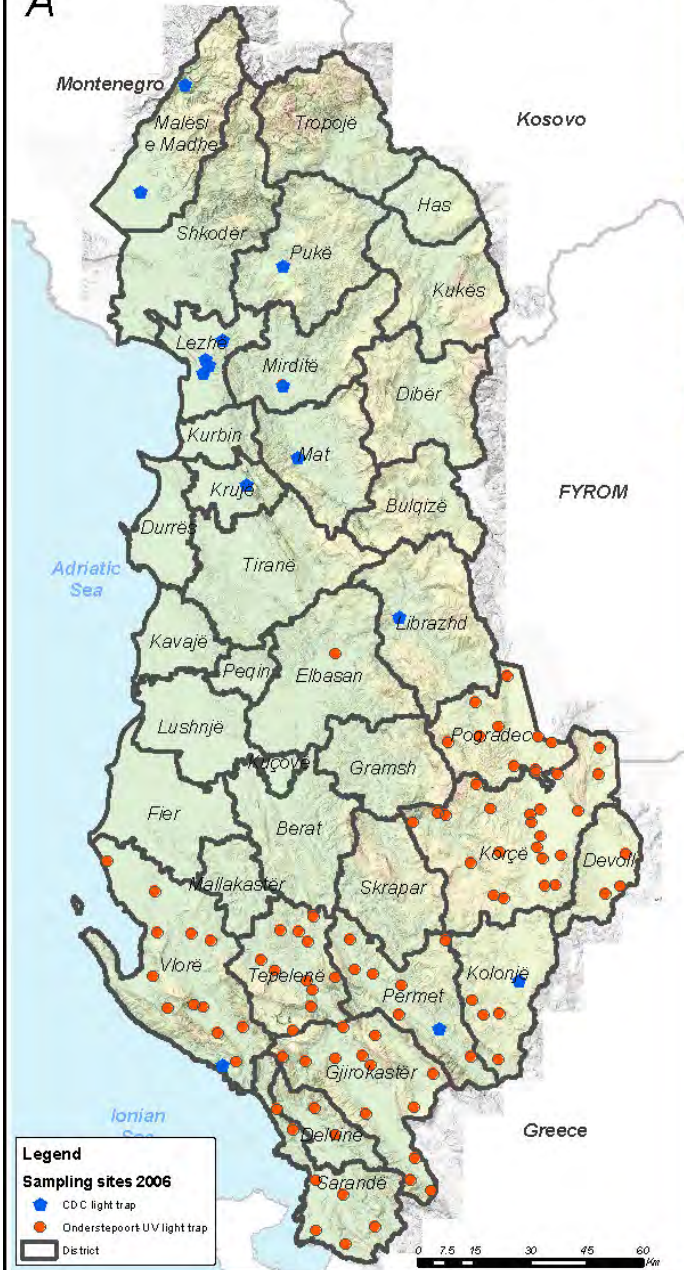 A
Montenegro
Malësi
e Madhe
Tropojë
Kosovo
Has
Shkodër
Pukë
Kukës
Lezhë
Mirditë
Dibër
Kurbin
Mat
Krujë
Bulqizë
FYROM
Durrës
Tiranë
Adriatic
Sea
Librazhd
Kavajë
Peqin
Elbasan
Lushnjë
Pogradec
Kuçovë
Gramsh
Fier
Berat
Korçë
Devoll
Mallakastër
Skrapar
Vlorë
Tepelenë
Përmet
Kolonjë
Gjirokastër
Ionian
Sea
Delvinë
Greece
Sarandë
Legend
Sampling sites 2006
CDC light trap
Onderstepoort UV light trap
District
0 7.5 15 30 45 60
Km